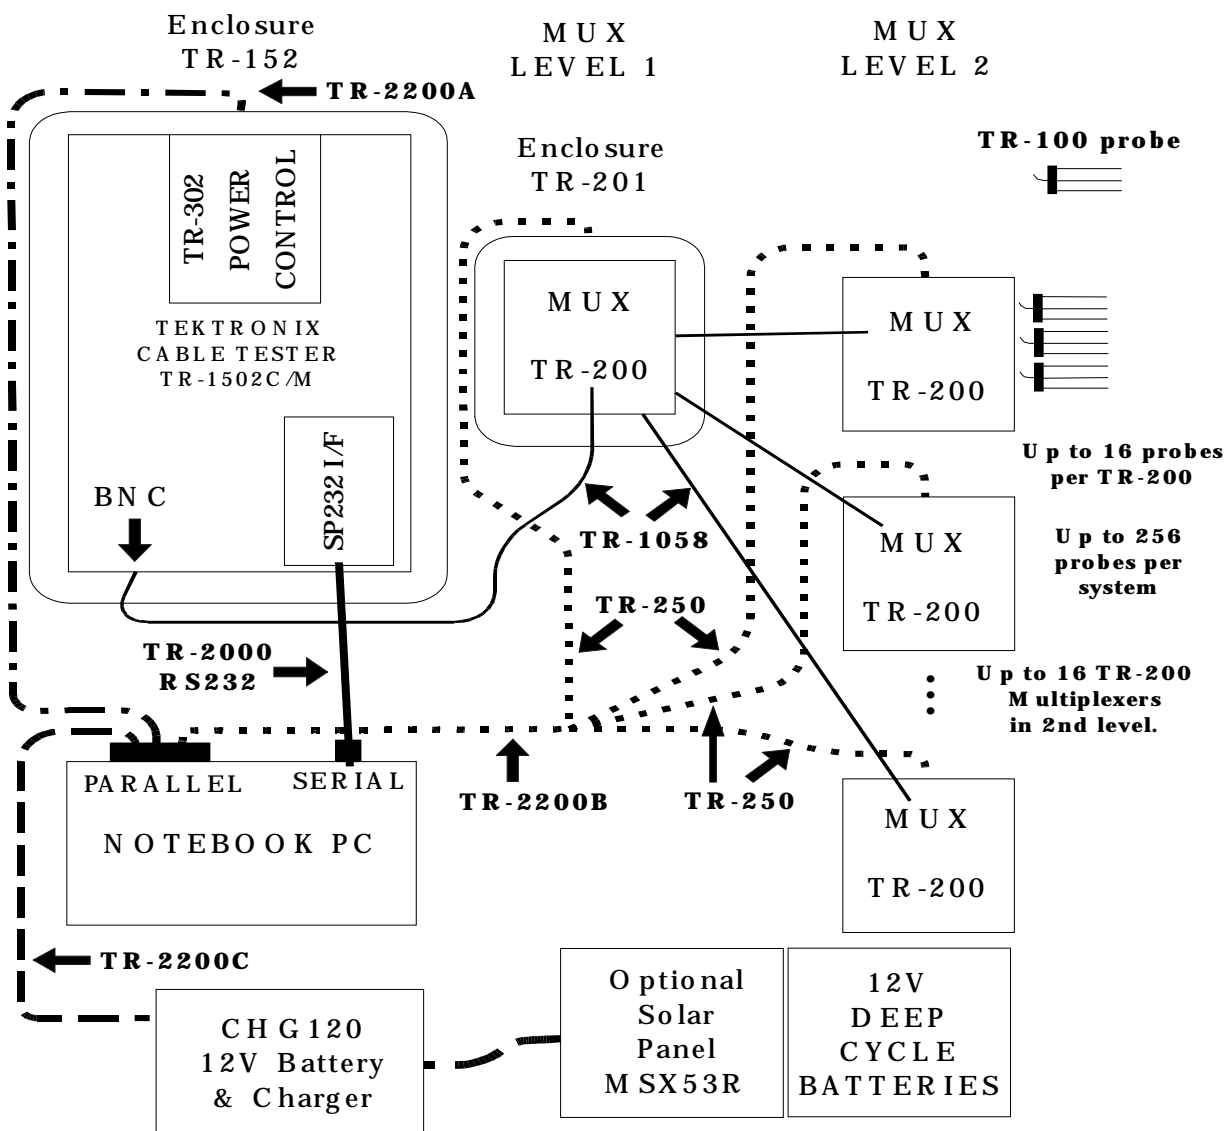 Enclosure
TR-152
MUX
LEVEL 1
MUX
LEVEL 2
TR-2200A
TR-100 probe
Enclosure
TR-201
TR-302
POWER
CONTROL
TEKTRONIX
CABLE TESTER
TR-1502C/M
MUX
TR-200
MUX
TR-200
Up to 16 probes
per TR-200
SP232 I/F
BNC
TR-1058
MUX
TR-200
Up to 256
probes per
system
TR-250
TR-2000
RS232
Up to 16 TR-200
Multiplexers
in 2nd level.
PARALLEL
SERIAL
NOTEBOOK PC
TR-2200B
TR-250
MUX
TR-200
TR-2200C
CHG120
12V Battery
& Charger
Optional
Solar
Panel
MSX53R
12V
DEEP
CYCLE
BATTERIES